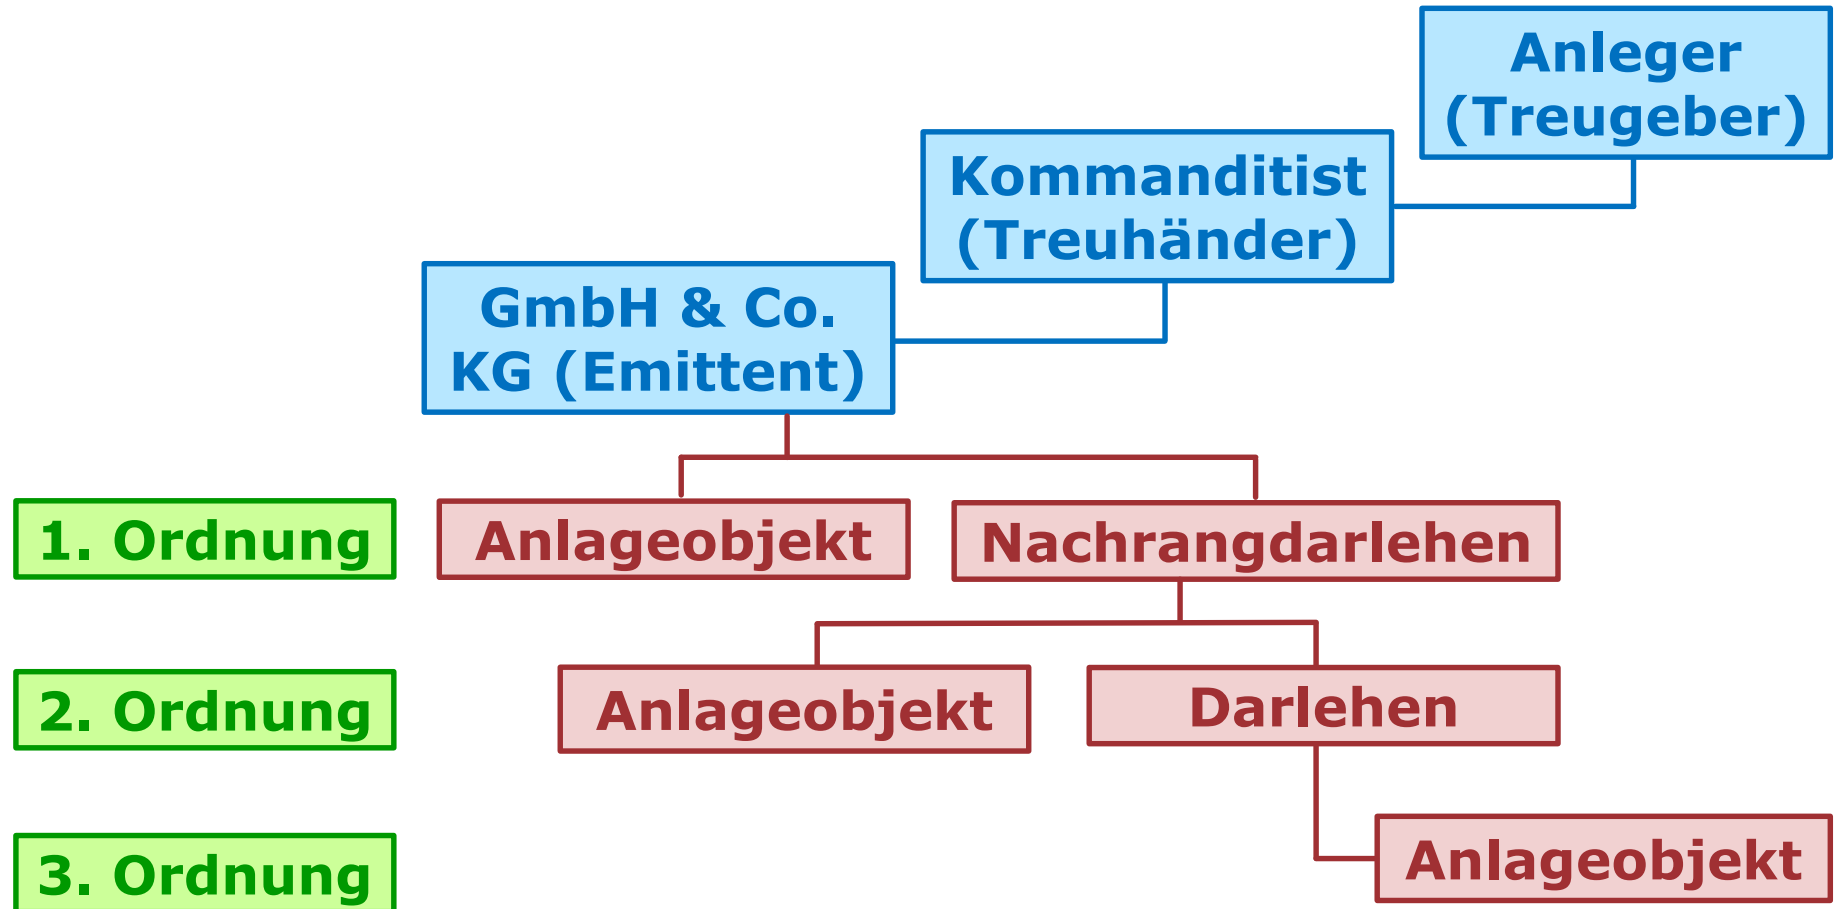 Anleger
(Treugeber)
Kommanditist
(Treuhänder)
GmbH & Co.
KG (Emittent)
1. Ordnung
Anlageobjekt
Nachrangdarlehen
2. Ordnung
Anlageobjekt
Darlehen
3. Ordnung
Anlageobjekt